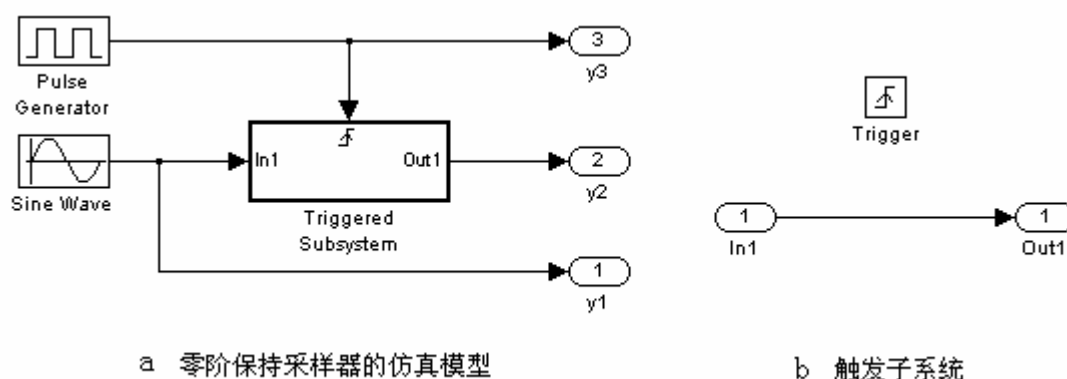 3
y3
Pulse
Generator
Trigger
In1
Out1
2
y2
Sine Wave
Triggered
Subsystem
1
In1
1
Out1
1
y1
a 零阶保持采样器的仿真模型
b 触发子系统